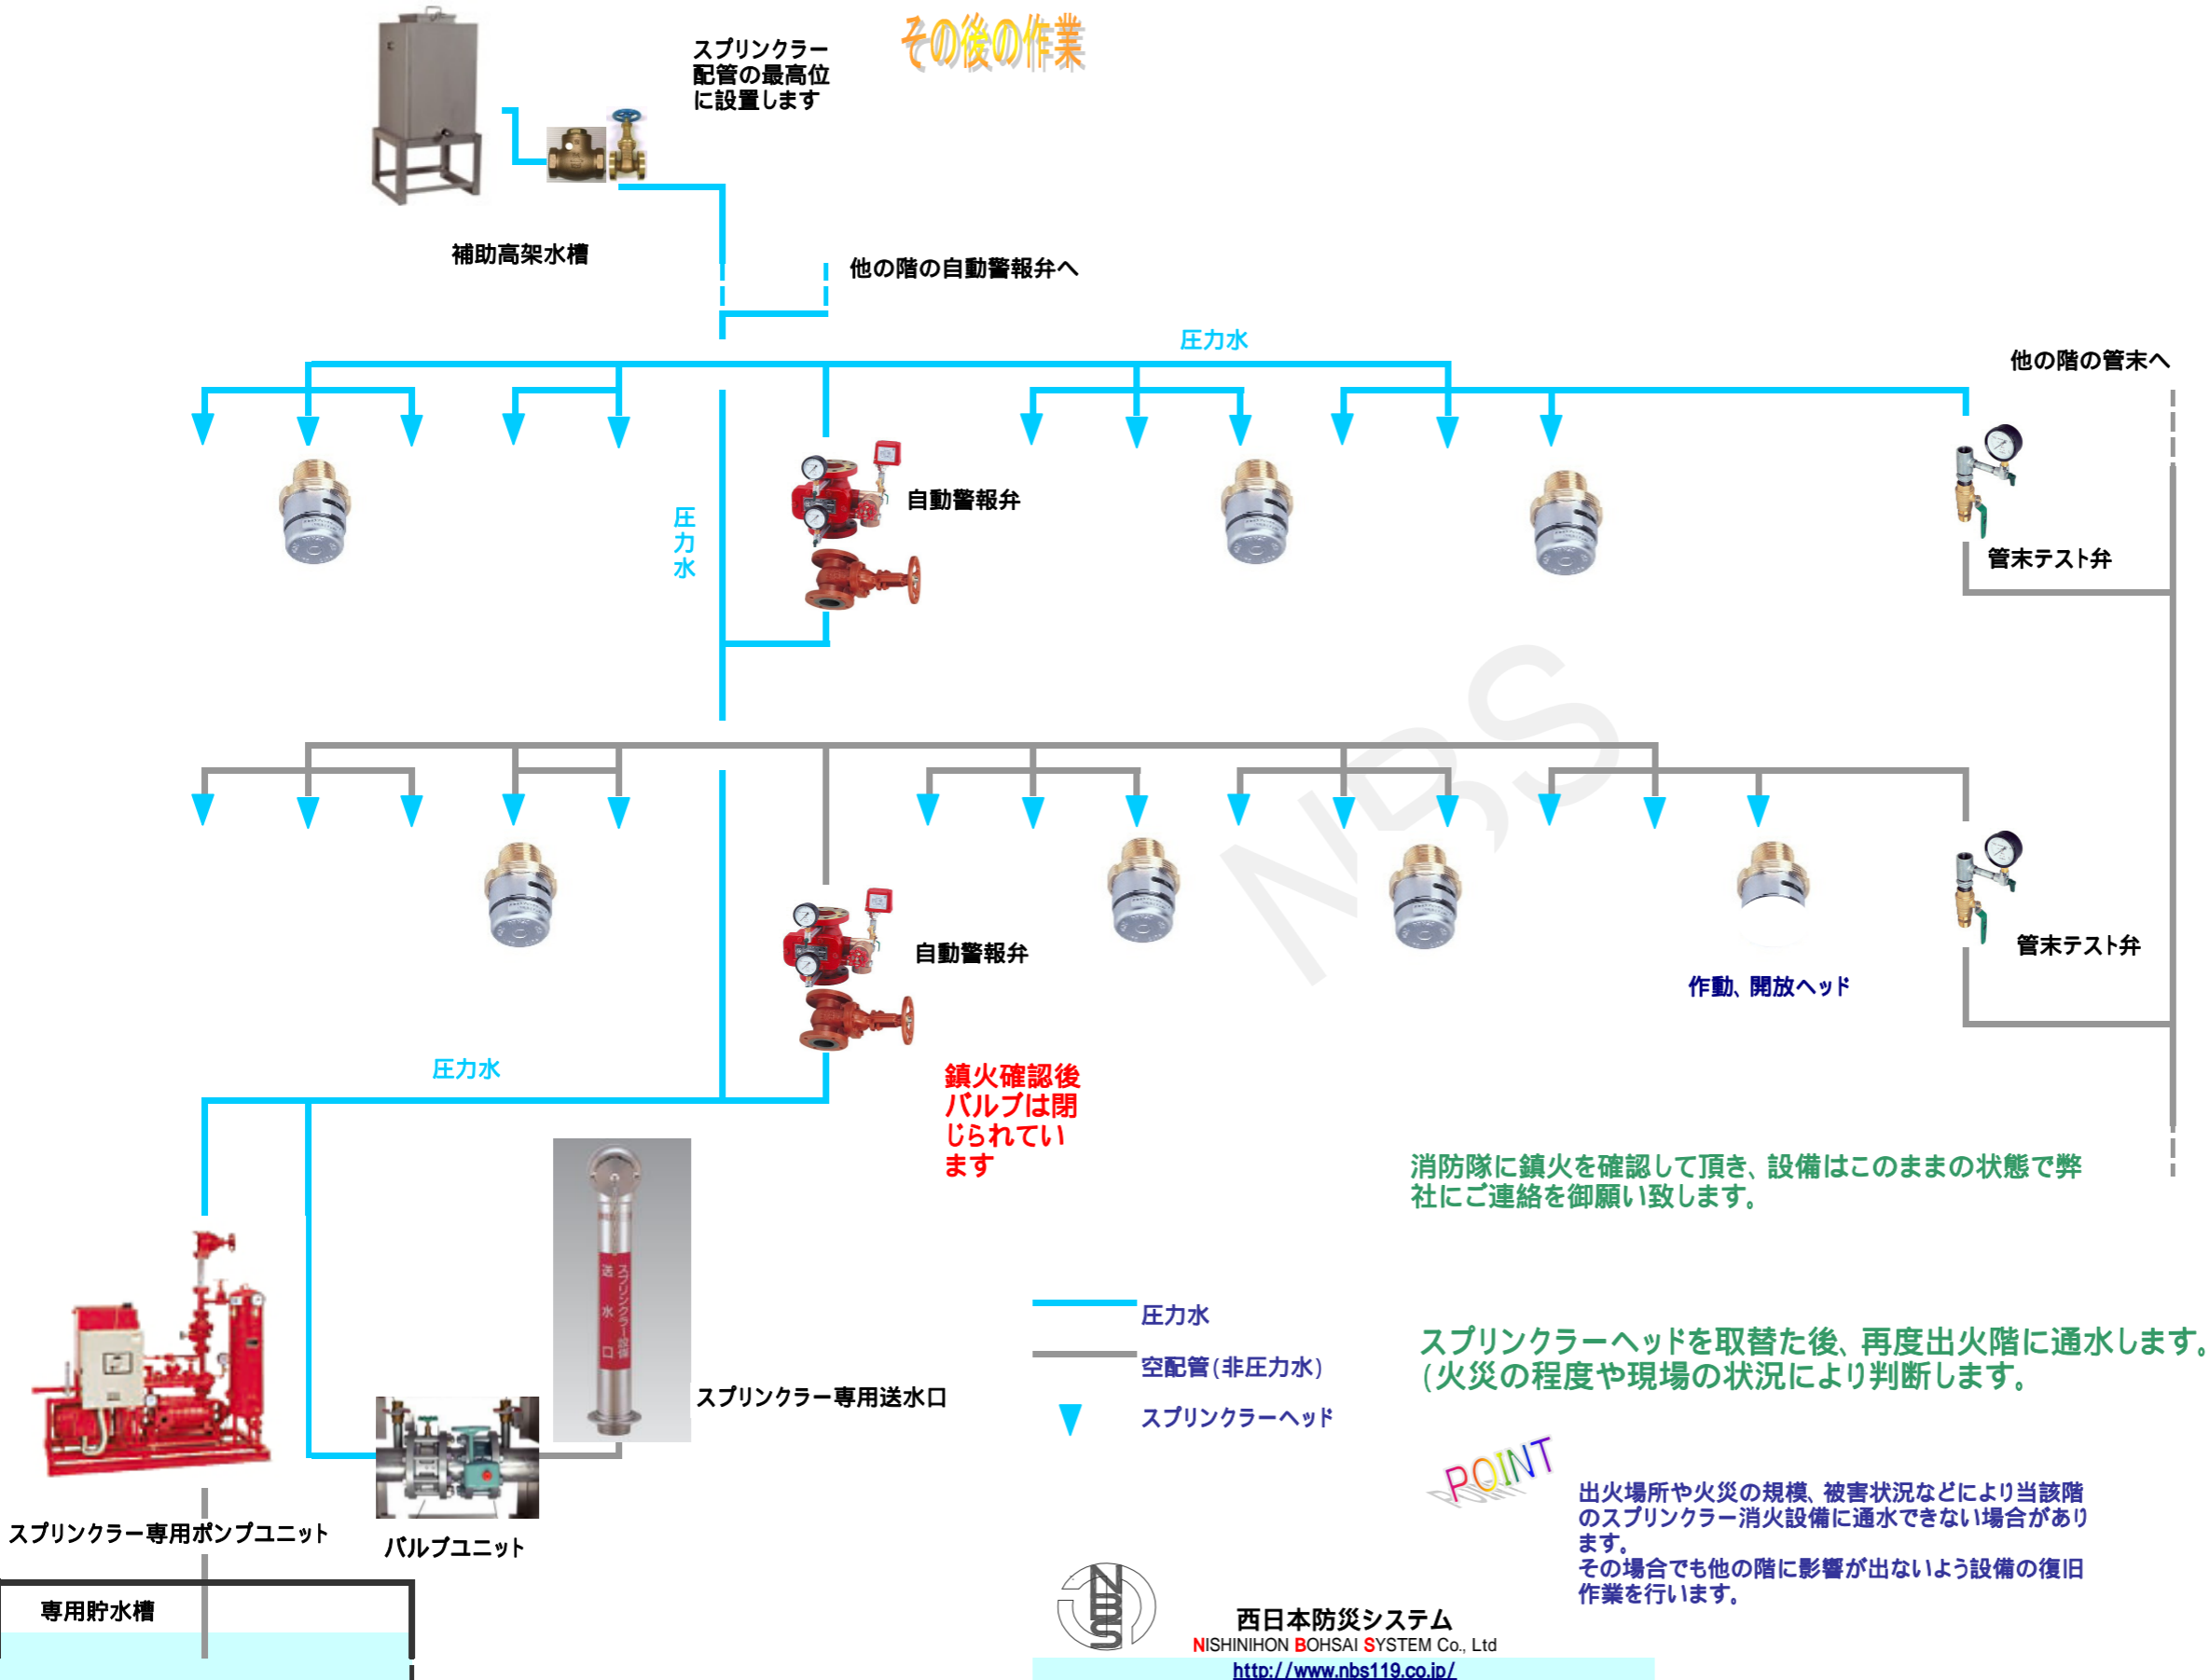 その後の作業
スプリンクラー
配管の最高位
に設置します
補助高架水槽
他の階の自動警報弁へ
圧力水
他の階の管末へ
自動警報弁
圧力水
管末テスト弁
NBS
自動警報弁
管末テスト弁
作動、開放ヘッド
圧力水
鎮火確認後
バルブは閉
じられてい
ます
消防隊に鎮火を確認して頂き、設備はこのままの状態で弊
社にご連絡を御願い致します。
スプリンクラー設備
送水口
圧力水
空配管(非圧力水)
スプリンクラーヘッド
スプリンクラーヘッドを取替た後、再度出火階に通水します。
(火災の程度や現場の状況により判断します。
スプリンクラー専用送水口
POINT
出火場所や火災の規模、被害状況などにより当該階
のスプリンクラー消火設備に通水できない場合があり
ます。
その場合でも他の階に影響が出ないよう設備の復旧
作業を行います。
スプリンクラー専用ポンプユニット
バルブユニット
専用貯水槽
NBS
西日本防災システム
NISHINIHON BOHSAI SYSTEM Co., Ltd
http://www.nbs119.co.jp/